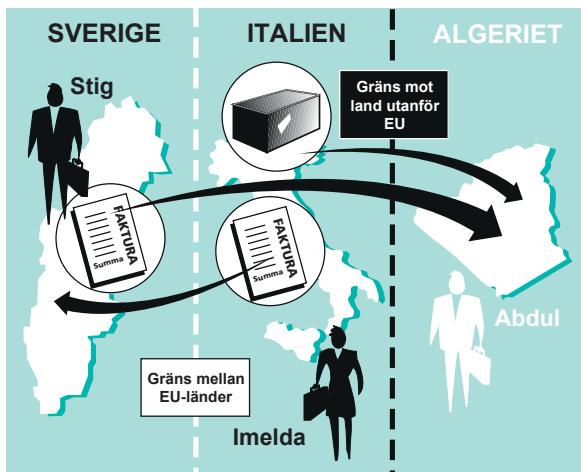 SVERIGE
ITALIEN
ALGERIET
Stig
Gräns mot
land utanför
EU
FAKTURA
Summa
FAKTURA
Summa
Abdul
Gräns mellan
EU-länder
Imelda